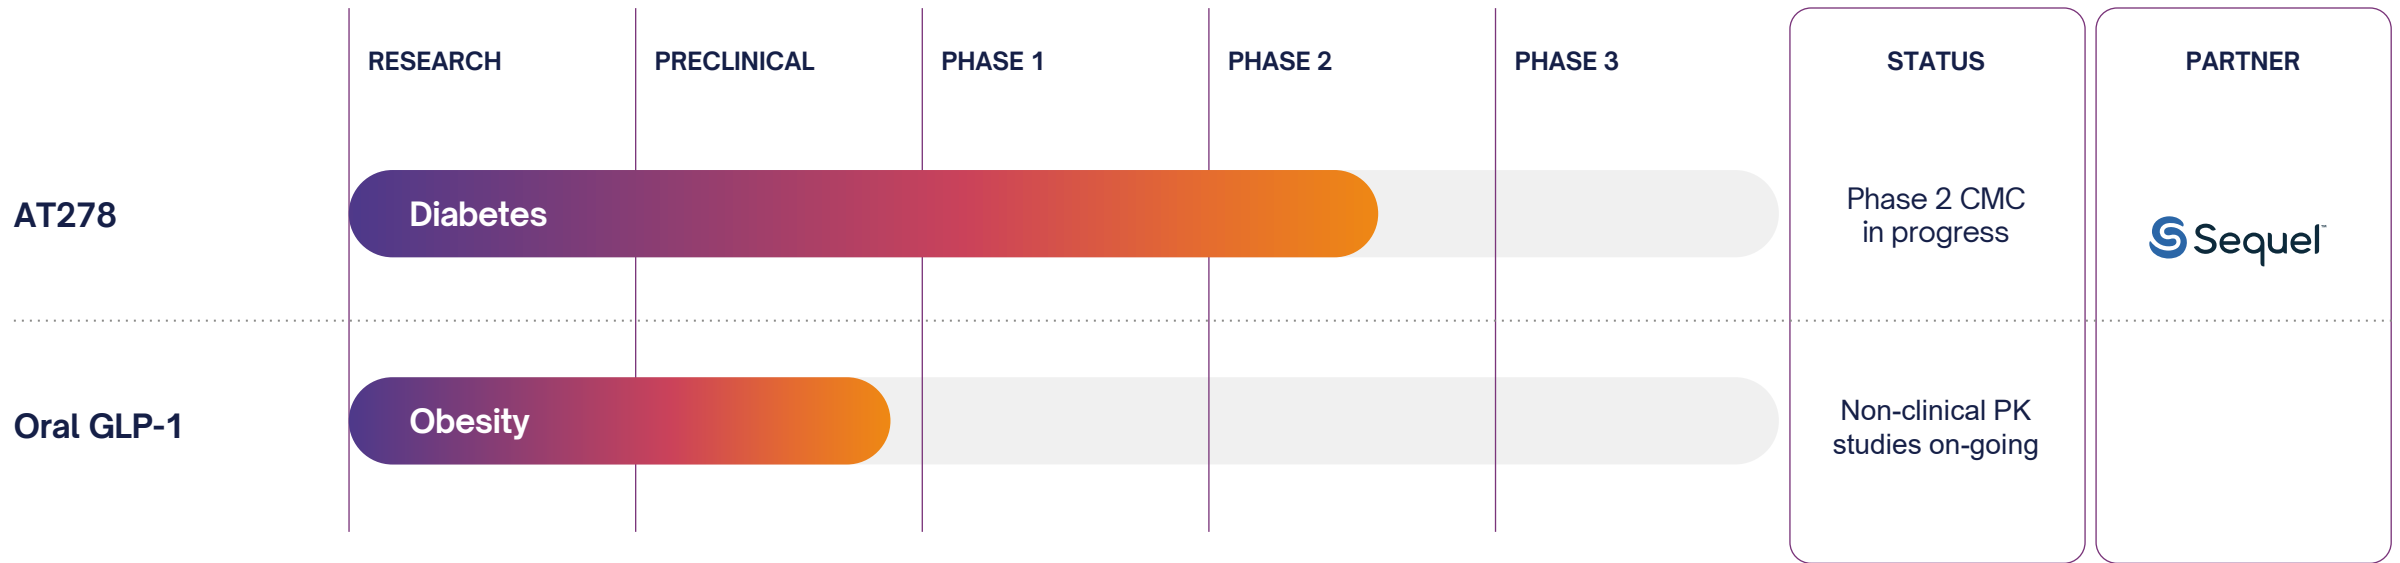 RESEARCH
PRECLINICAL
PHASE 1
PHASE 2
PHASE 3
STATUS
PARTNER
AT278
Diabetes
Phase 2 CMC
in progress
Sequel™
Oral GLP-1
Obesity
Non-clinical PK
studies on-going